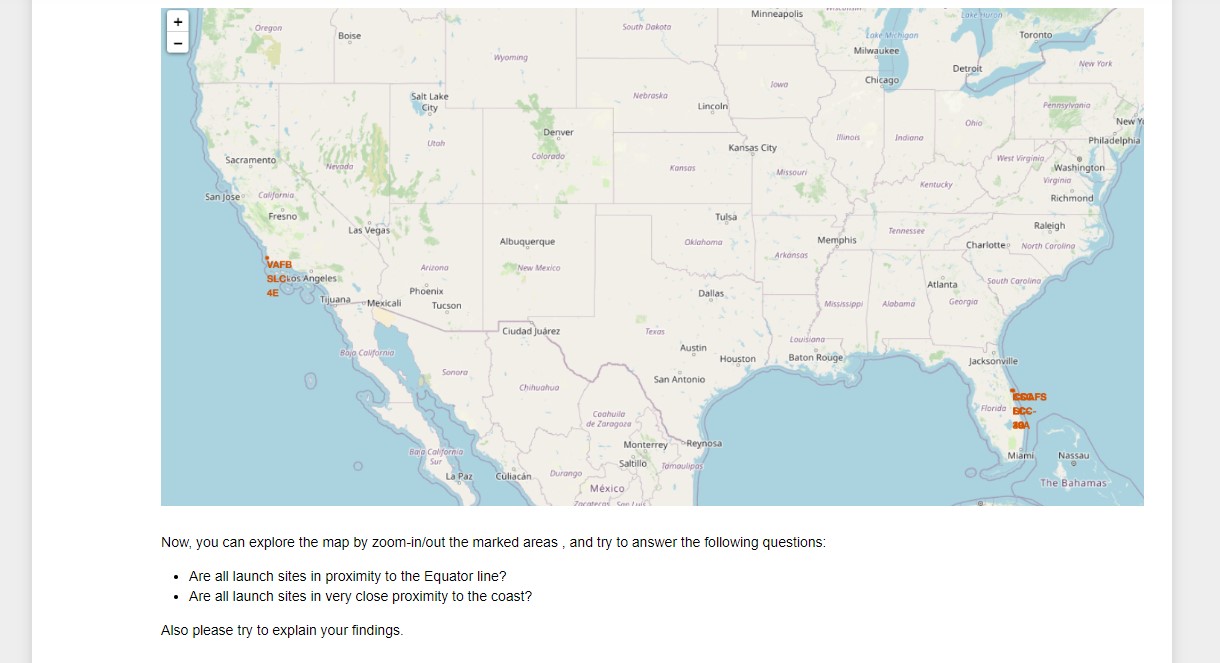 +
−
Oregon
Boise
South Dakota
Minneapolis
Lake Huron
Toronto
Lake Michigan
Milwaukee
Wyoming
New York
Detroit
Chicago
Iowa
Salt Lake
City
Nebraska
Lincoln
Pennsylvania
Ohio
Denver
Illinois
Indiana
Philadelphia
Utah
Kansas City
Sacramento
Nevada
Colorado
Kansas
Missouri
West Virginia
Washington
Virginia
Kentucky
San Jose
California
Richmond
Fresno
Las Vegas
Tulsa
Raleigh
Albuquerque
Oklahoma
Memphis
Tennessee
Charlotte
North Carolina
Arkansas
VAFB
SLC-
4E
Los Angeles
Arizona
New Mexico
Phoenix
Tucson
Dallas
Atlanta
South Carolina
Tijuana
Mexicali
Mississippi
Alabama
Georgia
Ciudad Juárez
Texas
Louisiana
Austin
Houston
Baton Rouge
Baja California
Jacksonville
Sonora
San Antonio
Chihuahua
Florida
Coahuila
de Zaragoza
Monterrey
Reynosa
Baja California
Sur
Saltillo
Tamaulipas
Miami
Nassau
La Paz
Culiacán
Durango
México
The Bahamas
Now, you can explore the map by zoom-in/out the marked areas , and try to answer the following questions:
• Are all launch sites in proximity to the Equator line?
• Are all launch sites in very close proximity to the coast?
Also please try to explain your findings.